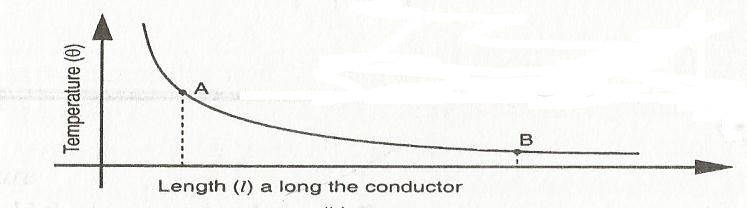 Temperature (θ)
A
B
Length (l) a long the conductor